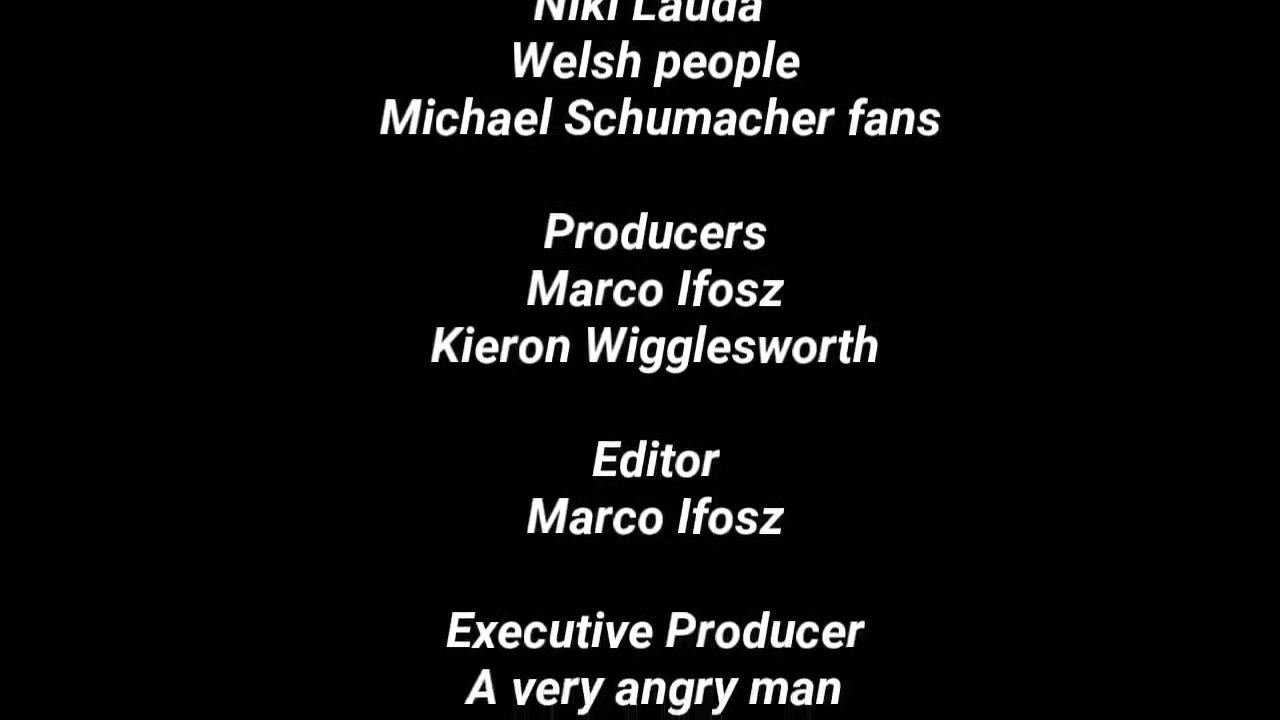 Niki Lauda
Welsh people
Michael Schumacher fans
Producers
Marco Ifosz
Kieron Wigglesworth
Editor
Marco Ifosz
Executive Producer
A very angry man